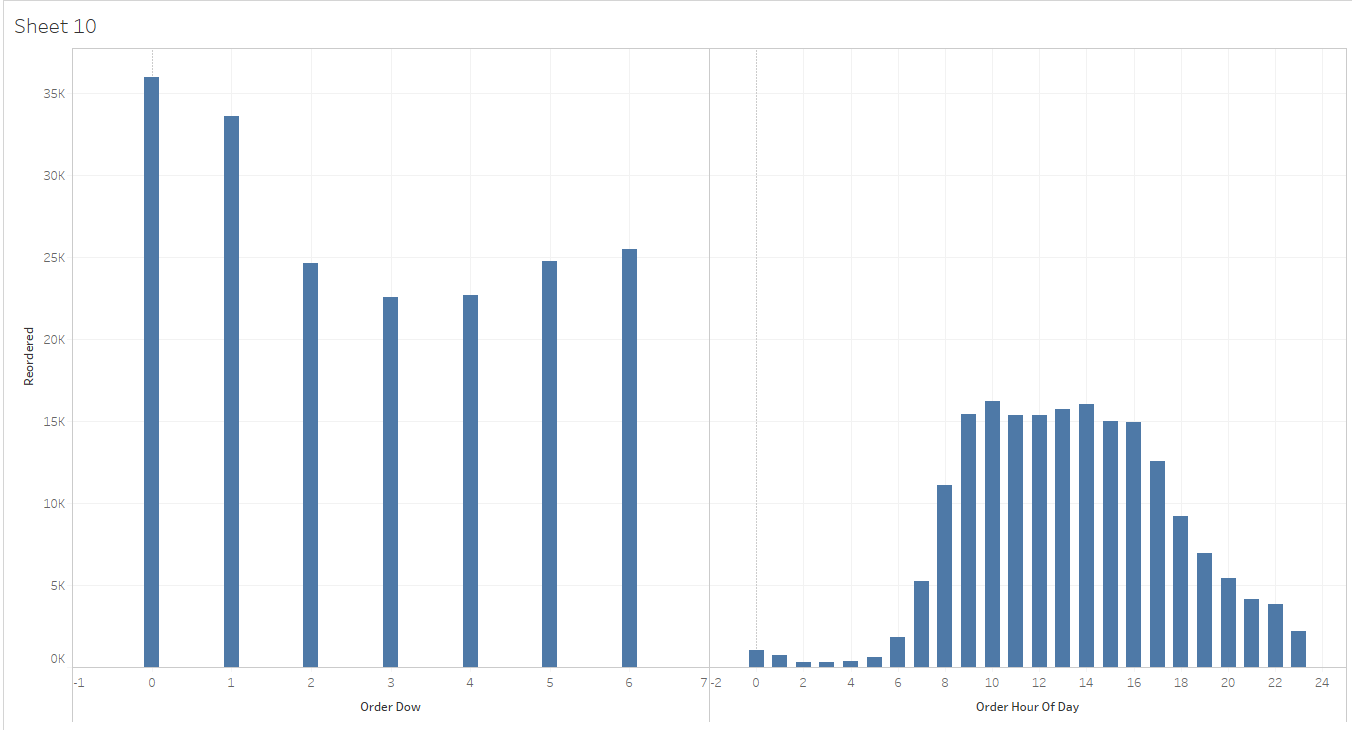 Sheet 10
35K
30K
25K
20K
15K
10K
5K
0K
Reordered
-1 0 1 2 3 4 5 6 7
-2 0 2 4 6 8 10 12 14 16 18 20 22 24
Order Dow
Order Hour Of Day